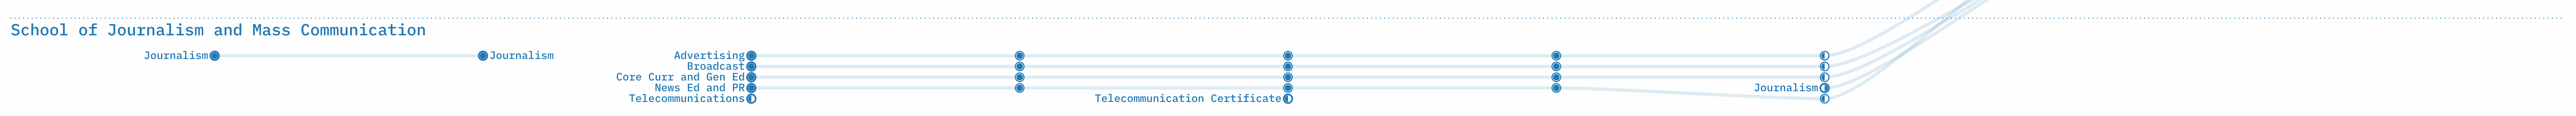 School of Journalism and Mass Communication
Journalism Journalism Advertising
Broadcast
Core Curr and Gen Ed
News Ed and PR Journalism
Telecommunications Telecommunication Certificate